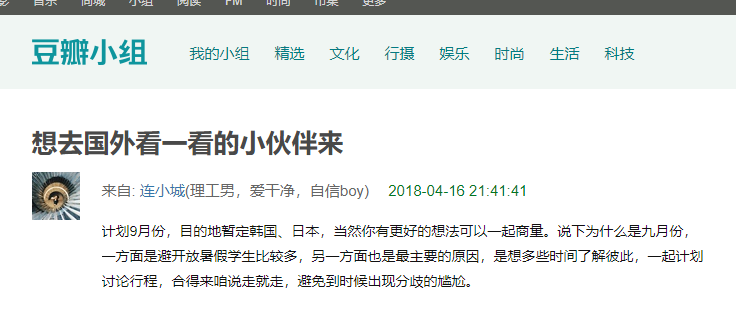 影 音乐 同城 小组 阅读 FM 时间 市集 更多
豆瓣小组 我的小组 精选 文化 行摄 娱乐 时尚 生活 科技
想去国外看一看的小伙伴来
来自: 连小城(理工男，爱干净，自信boy) 2018-04-16 21:41:41
计划9月份，目的地暂定韩国、日本，当然你有更好的想法可以一起商量。说下为什么是九月份，
一方面是避开放暑假学生比较多，另一方面也是最主要的原因，是想多些时间了解彼此，一起计划
讨论行程，合得来咱说走就走，避免到时候出现分歧的尴尬。